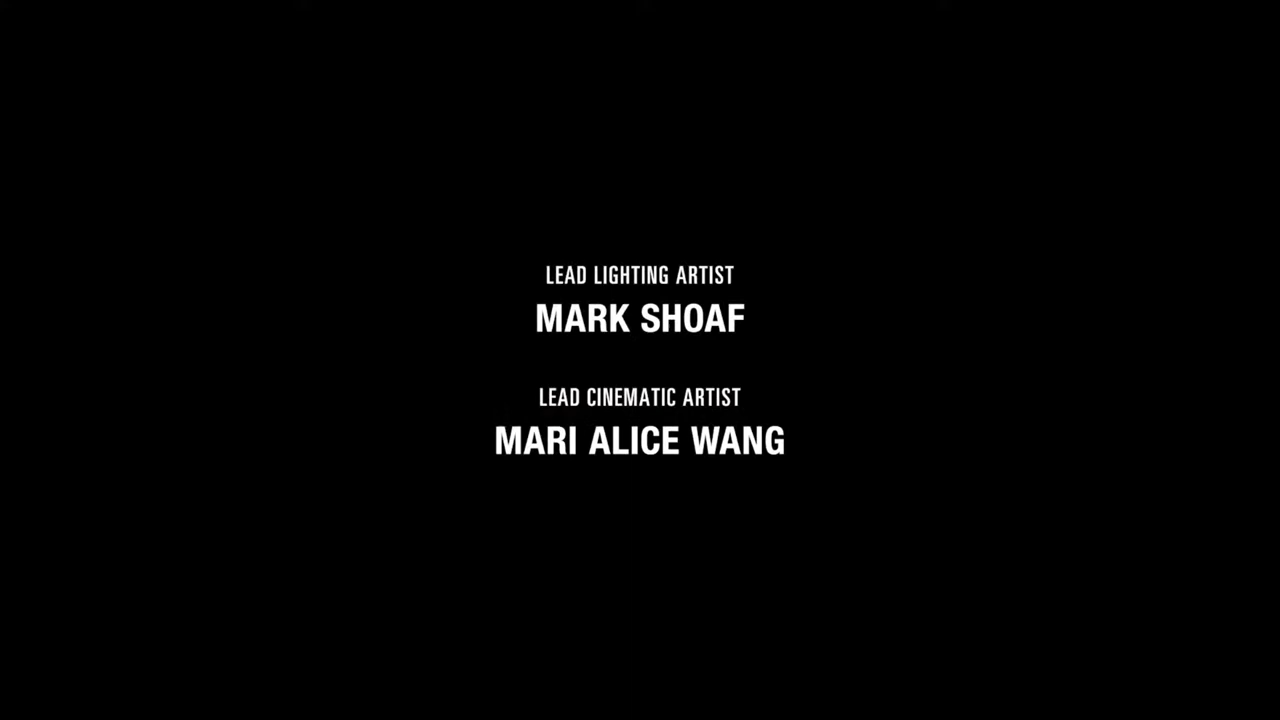 LEAD LIGHTING ARTIST
MARK SHOAF
LEAD CINEMATIC ARTIST
MARI ALICE WANG